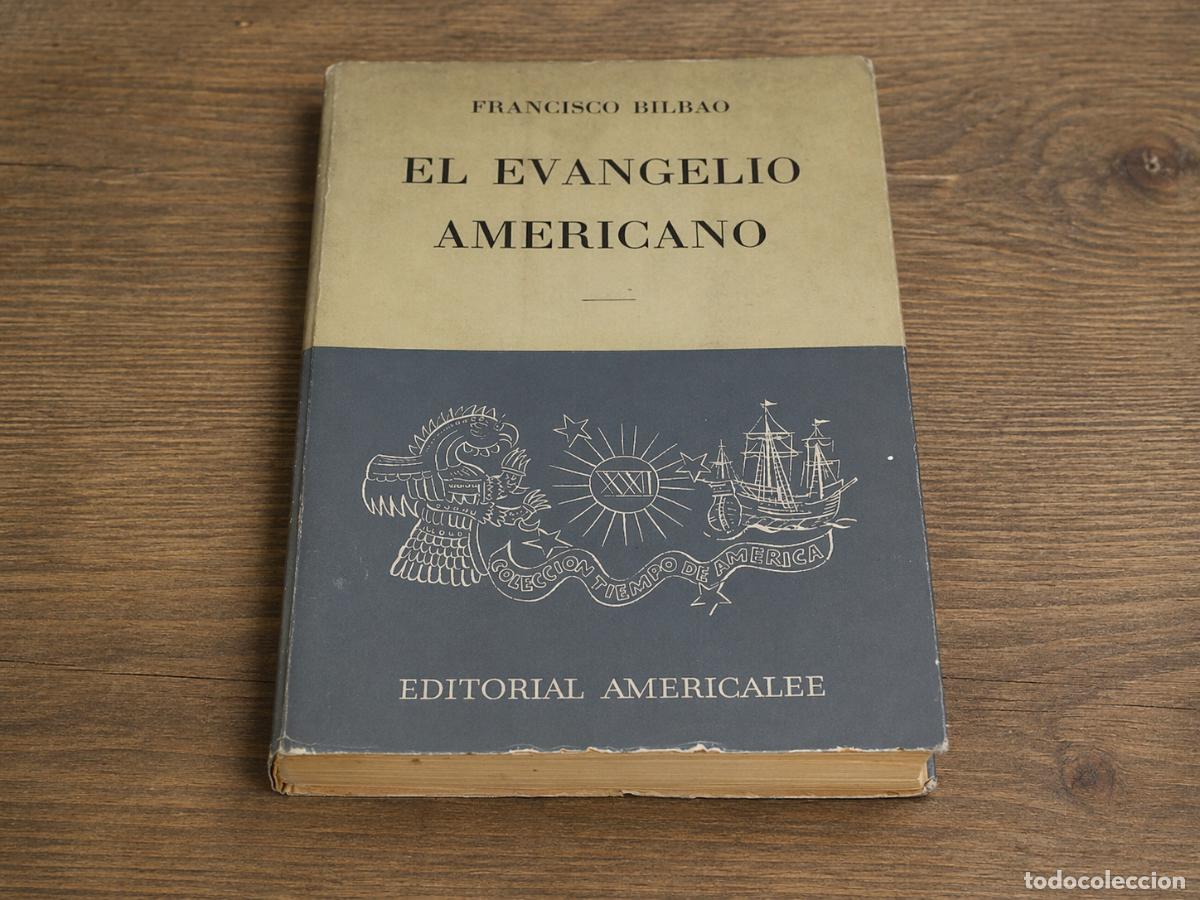 FRANCISCO BILBAO
EL EVANGELIO
AMERICANO
XXI
COLECCION TIEMPO DE AMERICA
EDITORIAL AMERICALEE
todocoleccion